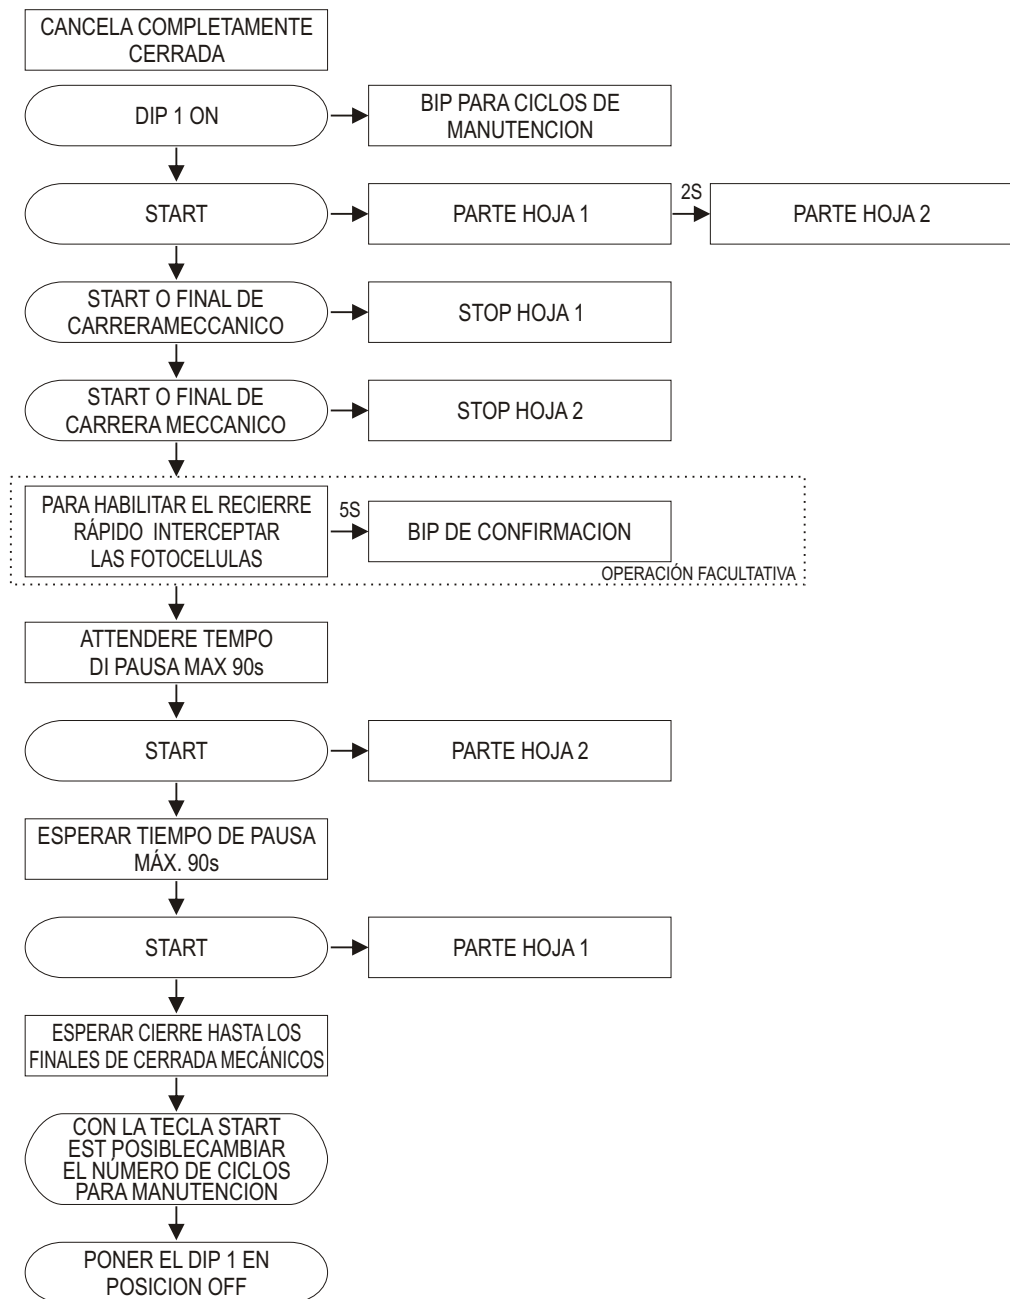 CANCELA COMPLETAMENTE
CERRADA
DIP 1 ON
BIP PARA CICLOS DE
MANUTENCION
START
PARTE HOJA 1
2S
PARTE HOJA 2
START O FINAL DE
CARRERAMECCANICO
STOP HOJA 1
START O FINAL DE
CARRERA MECCANICO
STOP HOJA 2
PARA HABILITAR EL RECIERRE
RÁPIDO INTERCEPTAR
LAS FOTOCELULAS
5S
BIP DE CONFIRMACION
OPERACIÓN FACULTATIVA
ATTENDERE TEMPO
DI PAUSA MAX 90s
START
PARTE HOJA 2
ESPERAR TIEMPO DE PAUSA
MÁX. 90s
START
PARTE HOJA 1
ESPERAR CIERRE HASTA LOS
FINALES DE CERRADA MECÁNICOS
CON LA TECLA START
EST POSIBLECAMBIAR
EL NÚMERO DE CICLOS
PARA MANUTENCION
PONER EL DIP 1 EN
POSICION OFF